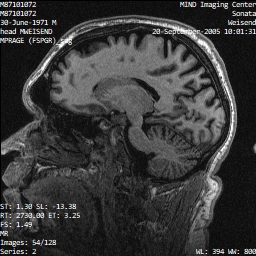 M87101072
M87101072
30-June-1971 M
head MWEISEND
MPRAGE (FSPGR)_sag
MIND Imaging Center
Sonata
Weisend
20-September-2005 10:01:31
ST: 1.30 SL: -13.38
RT: 2730.00 ET: 3.25
FS: 1.49
MR
Images: 54/128
Series: 2
WL: 394 WW: 800